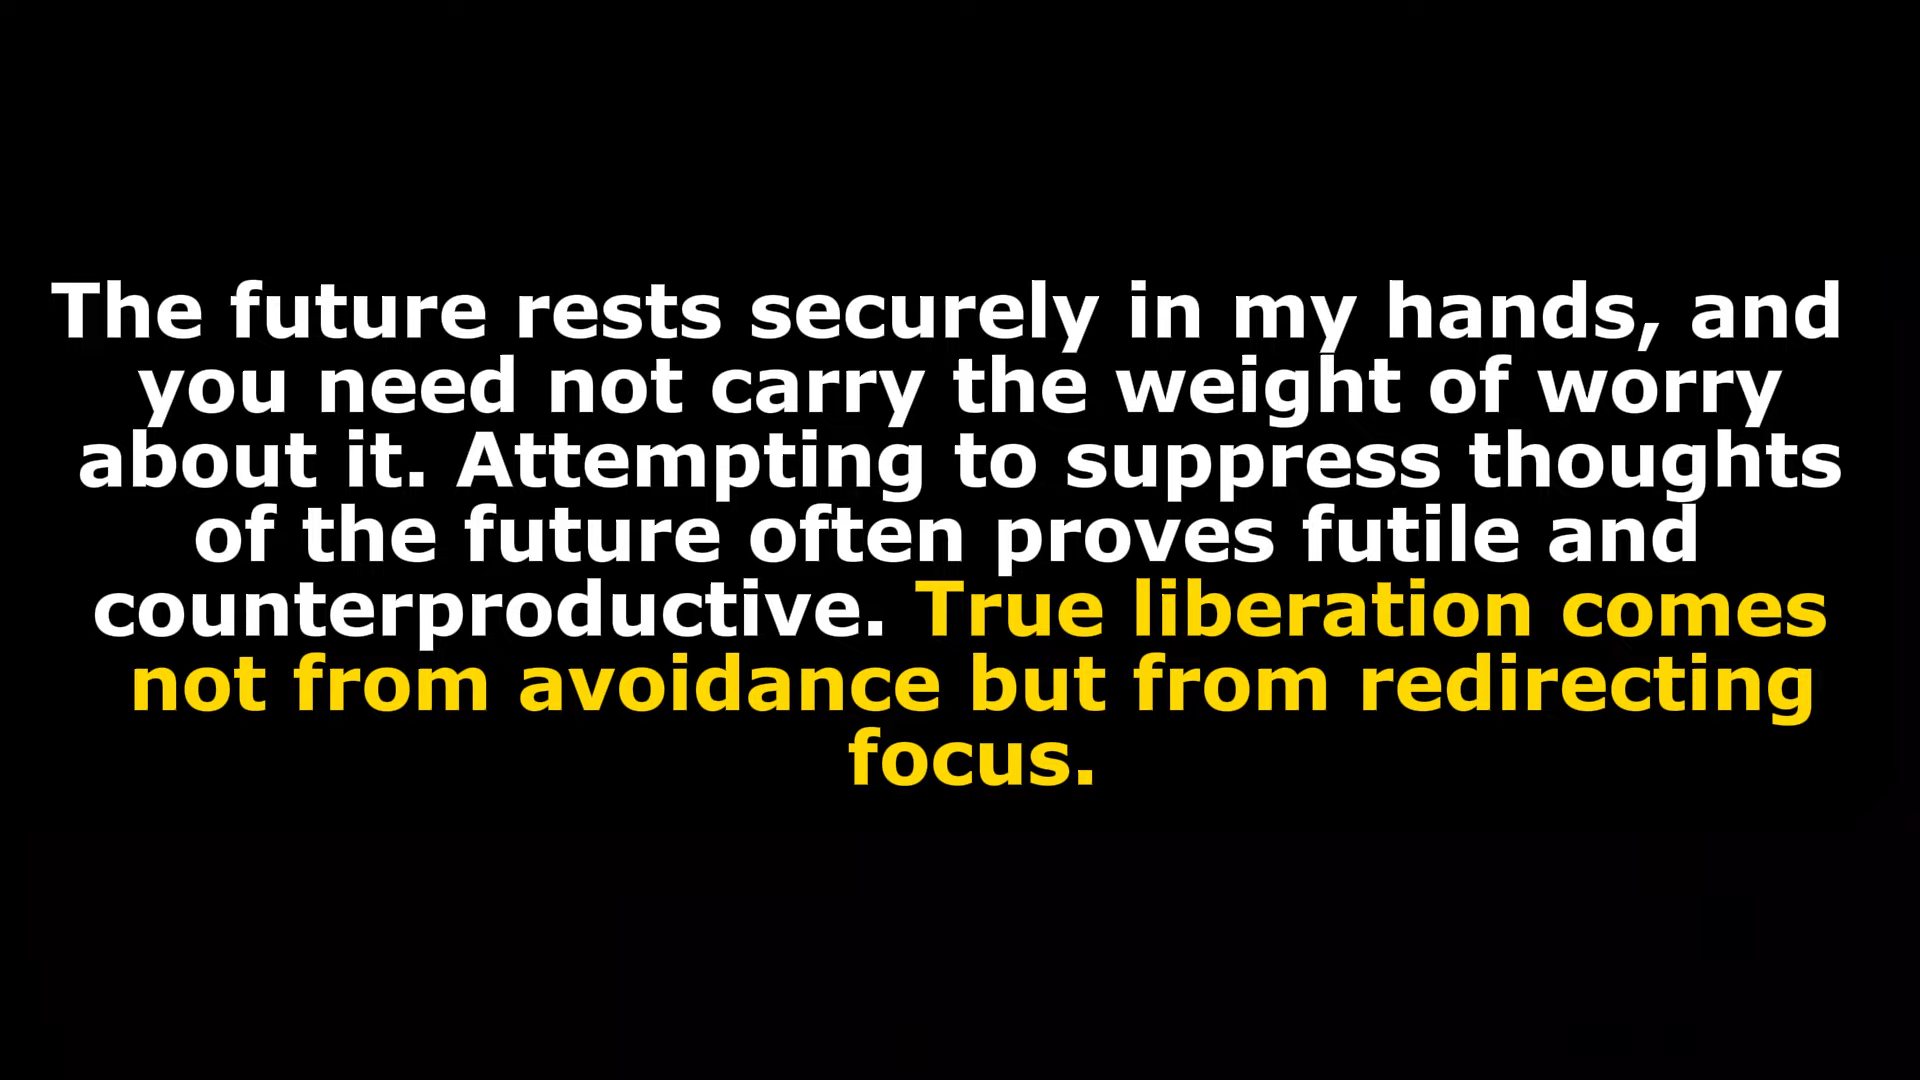 The future rests securely in my hands, and
you need not carry the weight of worry
about it. Attempting to suppress thoughts
of the future often proves futile and
counterproductive. True liberation comes
not from avoidance but from redirecting
focus.